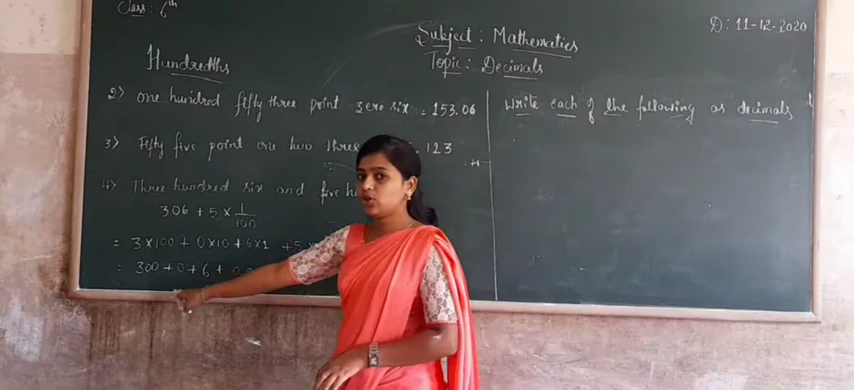 Class: 6th
D: 11-12-2020
Subject: Mathematics
Topic: Decimals
Hundredths
2) one hundred fifty three point zero six = 153.06
3) Fifty five point one two three .123
4) Three hundred six and five
306 + 5 × 1/100
= 3×100 + 0×10 + 6×1 + 5
= 300 + 0 + 6 + 0
Write each of the following as decimals